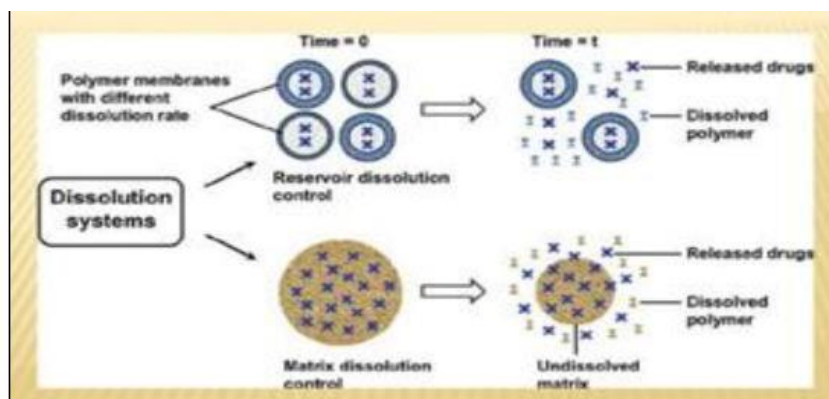 Time = 0
Time = t
Polymer membranes
with different
dissolution rate
Released drugs
Dissolved
polymer
Reservoir dissolution
control
Dissolution
systems
Released drugs
Dissolved
polymer
Matrix dissolution
control
Undissolved
matrix